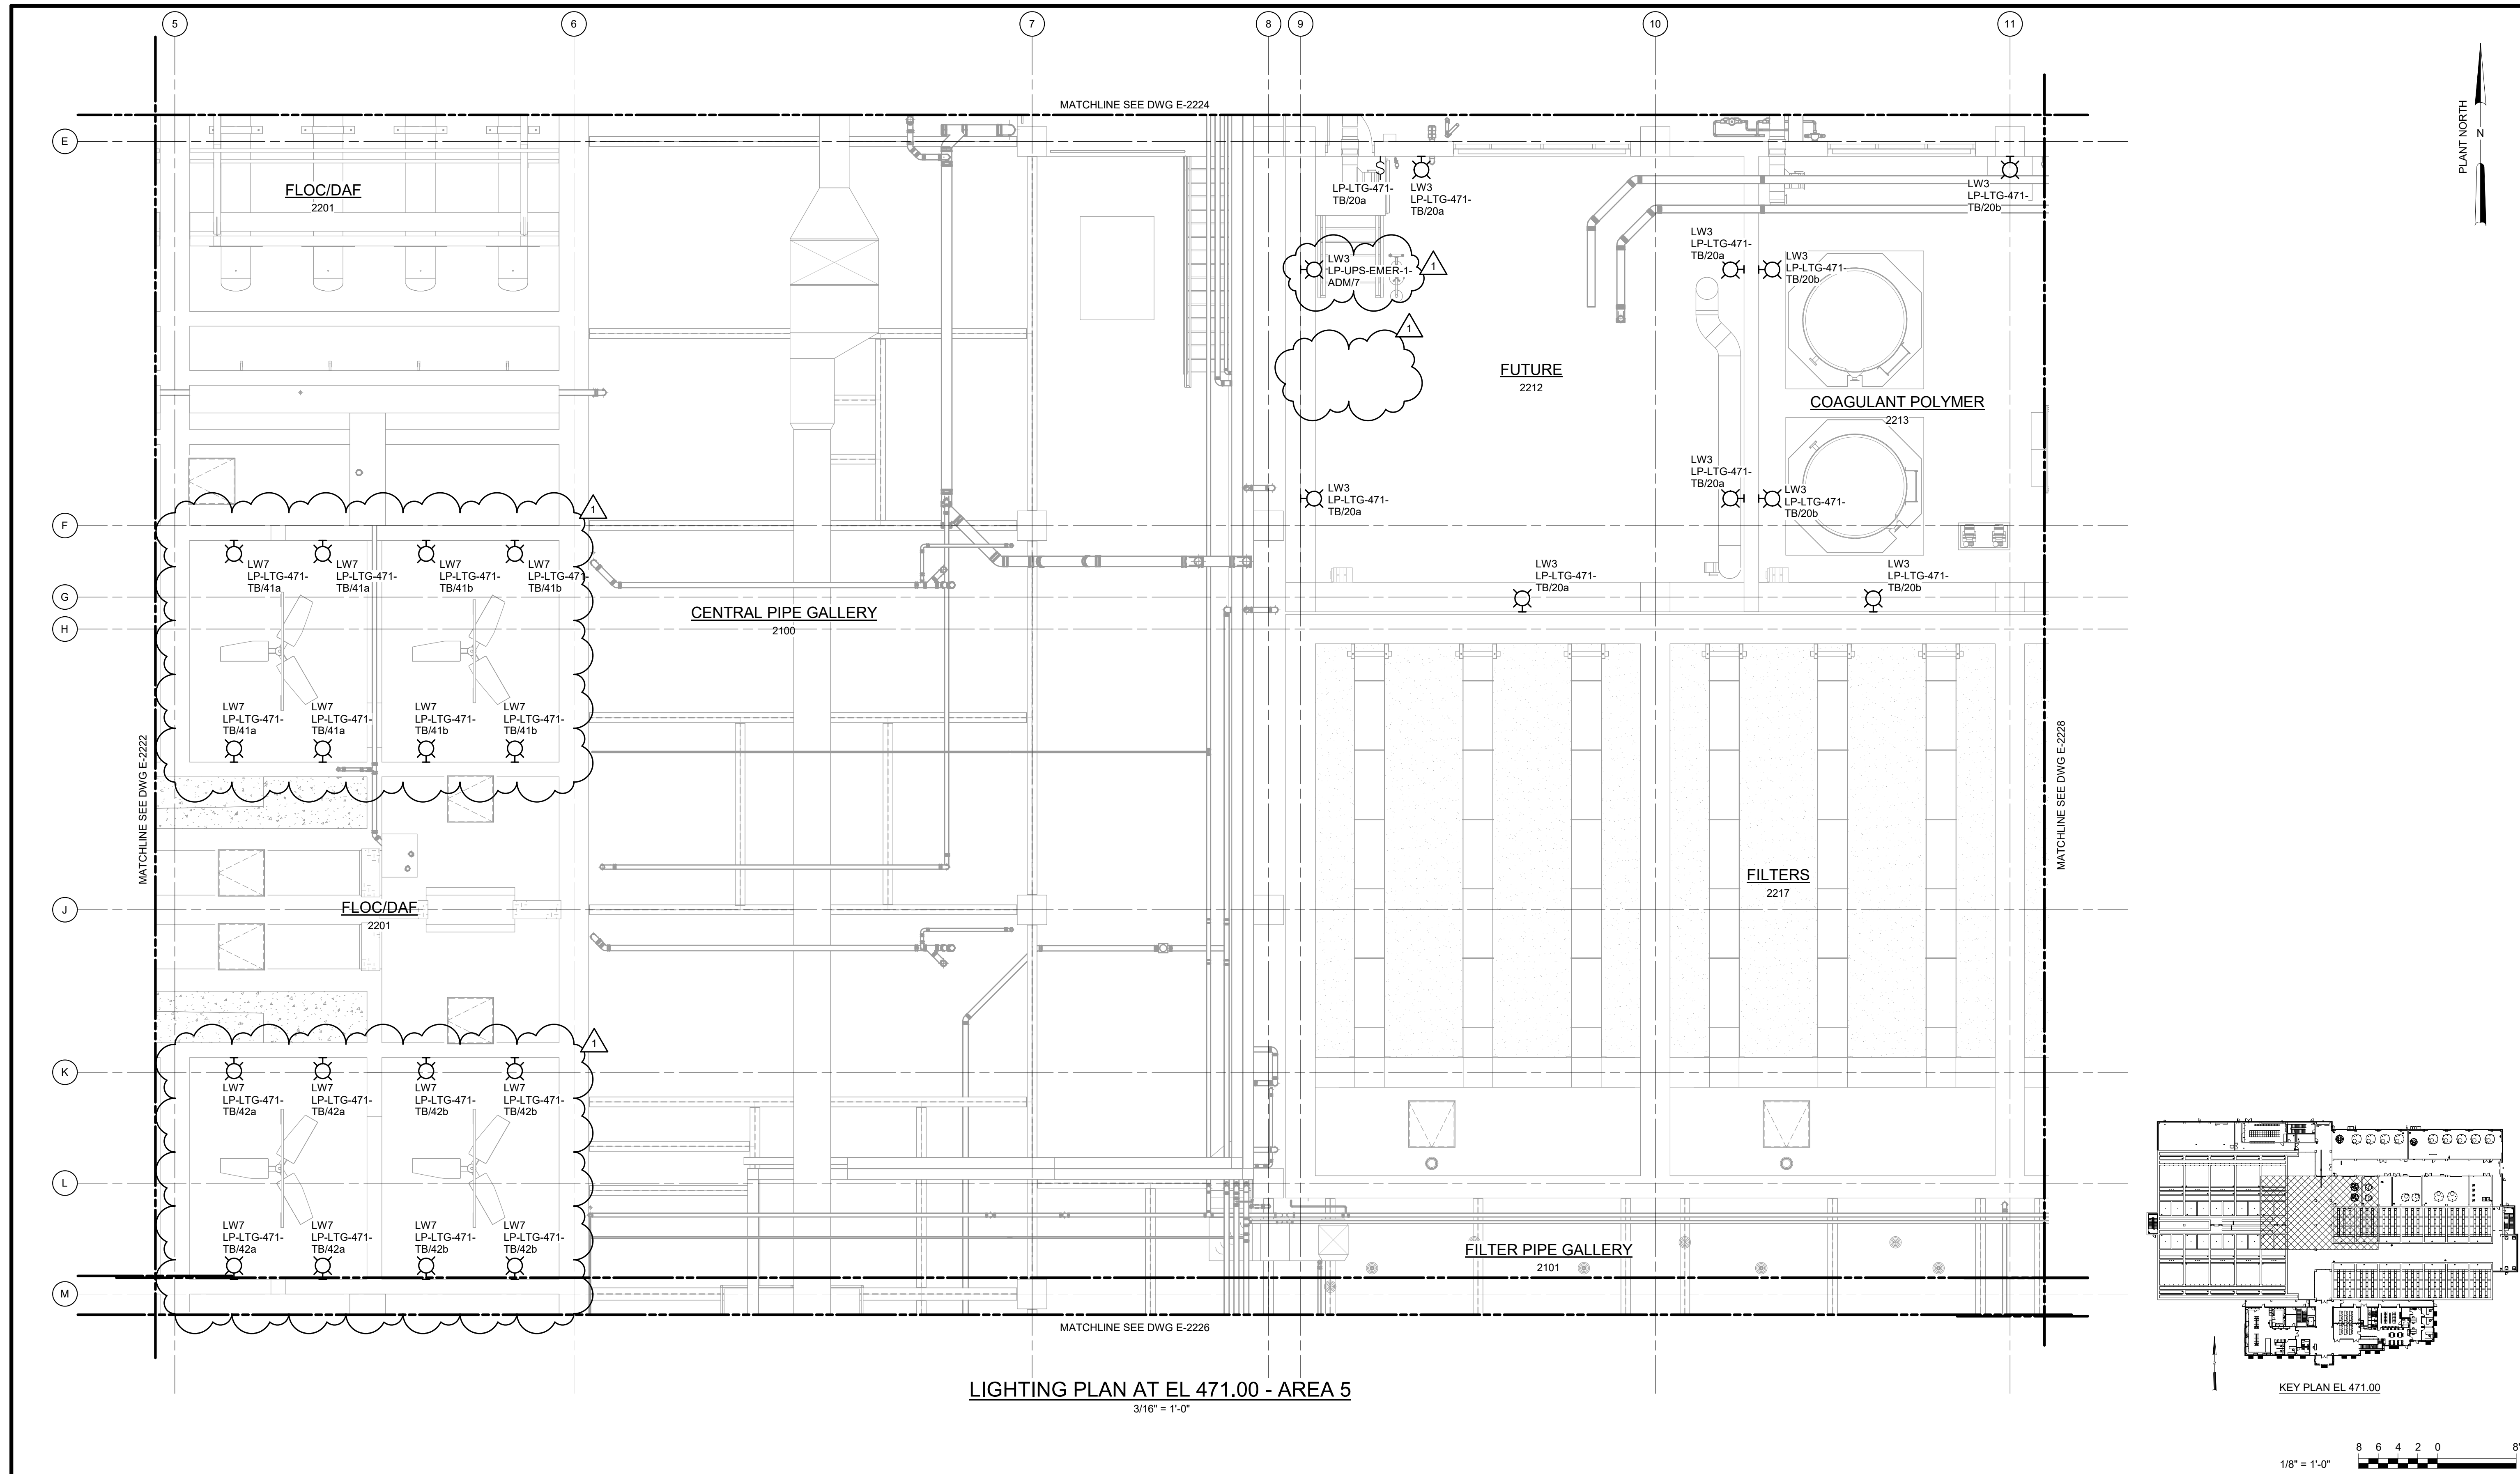 5
6
7
8
9
10
11
MATCHLINE SEE DWG E-2224
PLANT NORTH
N
E
FLOC/DAF
2201
S
LP-LTG-471-
TB/20a
LW3
LP-LTG-471-
TB/20a
LW3
LP-LTG-471-
TB/20b
LW3
LP-LTG-471-
TB/20a
LW3
LP-LTG-471-
TB/20b
LW3
LP-UPS-EMER-1-
ADM/7
1
1
FUTURE
2212
COAGULANT POLYMER
2213
LW3
LP-LTG-471-
TB/20a
LW3
LP-LTG-471-
TB/20a
LW3
LP-LTG-471-
TB/20b
F
1
LW7
LP-LTG-471-
TB/41a
LW7
LP-LTG-471-
TB/41a
LW7
LP-LTG-471-
TB/41b
LW7
LP-LTG-471-
TB/41b
LW3
LP-LTG-471-
TB/20a
LW3
LP-LTG-471-
TB/20b
G
H
CENTRAL PIPE GALLERY
2100
LW7
LP-LTG-471-
TB/41a
LW7
LP-LTG-471-
TB/41a
LW7
LP-LTG-471-
TB/41b
LW7
LP-LTG-471-
TB/41b
MATCHLINE SEE DWG E-2222
MATCHLINE SEE DWG E-2228
J
FLOC/DAF
2201
FILTERS
2217
1
K
LW7
LP-LTG-471-
TB/42a
LW7
LP-LTG-471-
TB/42a
LW7
LP-LTG-471-
TB/42b
LW7
LP-LTG-471-
TB/42b
L
LW7
LP-LTG-471-
TB/42a
LW7
LP-LTG-471-
TB/42a
LW7
LP-LTG-471-
TB/42b
LW7
LP-LTG-471-
TB/42b
FILTER PIPE GALLERY
2101
M
MATCHLINE SEE DWG E-2226
LIGHTING PLAN AT EL 471.00 - AREA 5
3/16" = 1'-0"
KEY PLAN EL 471.00
8 6 4 2 0 8'
1/8" = 1'-0"